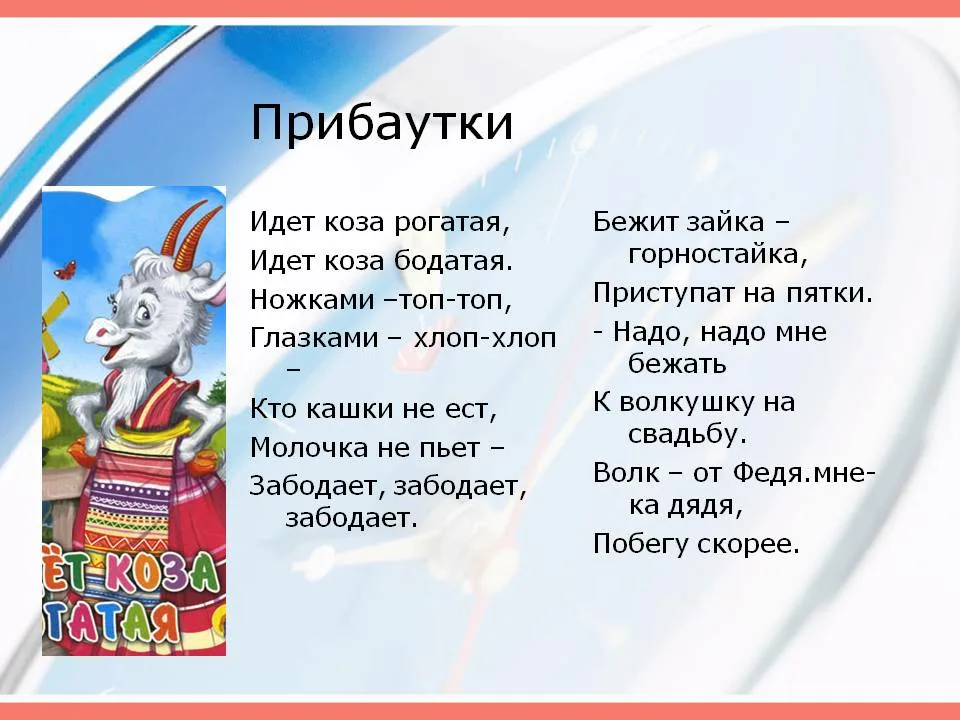 Прибаутки
Идет коза рогатая,
Идет коза бодатая.
Ножками –топ-топ,
Глазками – хлоп-хлоп
–
Кто кашки не ест,
Молочка не пьет –
Забодает, забодает,
забодает.
Бежит зайка –
горностайка,
Приступат на пятки.
- Надо, надо мне
бежать
К волкушку на
свадьбу.
Волк – от Федя.мне-
ка дядя,
Побегу скорее.
ЁТ КОЗА
ГАТАЯ